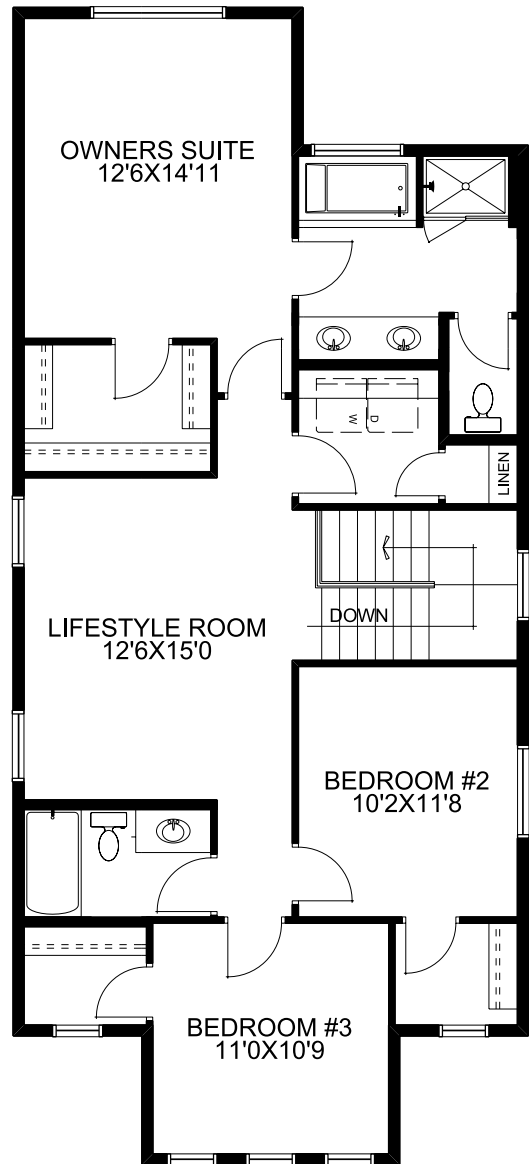 OWNERS SUITE
12'6X14'11
W
D
LINEN
DOWN
LIFESTYLE ROOM
12'6X15'0
BEDROOM #2
10'2X11'8
BEDROOM #3
11'0X10'9